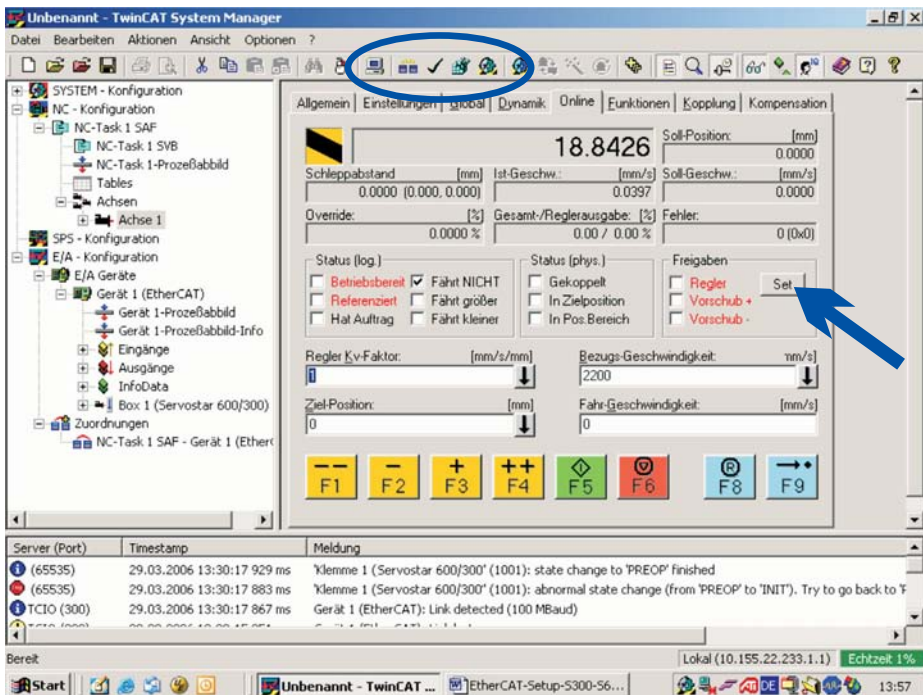 Unbenannt - TwinCAT System Manager
Datei Bearbeiten Aktionen Ansicht Optionen ?
SYSTEM - Konfiguration
NC - Konfiguration
NC-Task 1 SAF
NC-Task 1 SVB
NC-Task 1-Prozeßabbild
Tables
Achsen
Achse 1
SPS - Konfiguration
E/A - Konfiguration
E/A Geräte
Gerät 1 (EtherCAT)
Gerät 1-Prozeßabbild
Gerät 1-Prozeßabbild-Info
Eingänge
Ausgänge
InfoData
Box 1 (Servostar 600/300)
Zuordnungen
NC-Task 1 SAF - Gerät 1 (Ether
Allgemein Einstellungen Global Dynamik Online Funktionen Kopplung Kompensation
18.8426
Soll-Position: [mm]
0.0000
Schleppabstand [mm] Ist-Geschw.: [mm/s] Soll-Geschw.: [mm/s]
0.0000 (0.000, 0.000) 0.0397 0.0000
Override: [%] Gesamt-/Reglerausgabe: [%] Fehler:
0.0000 % 0.00 / 0.00 % 0 (0x0)
Status (log.) Status (phys.) Freigaben
Betriebsbereit Fährt NICHT Gekoppelt Regler Set
Referenziert Fährt größer In Zielposition Vorschub +
Hat Auftrag Fährt kleiner In Pos.Bereich Vorschub -
Regler Kv-Faktor: [mm/s/mm] Bezugs-Geschwindigkeit: mm/s]
1 2200
Ziel-Position: [mm] Fahr-Geschwindigkeit: [mm/s]
0 0
-- - + ++ R
F1 F2 F3 F4 F5 F6 F8 F9
Server (Port) Timestamp Meldung
(65535) 29.03.2006 13:30:17 929 ms 'Klemme 1 (Servostar 600/300' (1001): state change to 'PREOP' finished
(65535) 29.03.2006 13:30:17 883 ms 'Klemme 1 (Servostar 600/300' (1001): abnormal state change (from 'PREOP' to 'INIT'). Try to go back to 'P
TCIO (300) 29.03.2006 13:30:17 867 ms Gerät 1 (EtherCAT): Link detected (100 MBaud)
Bereit Lokal (10.155.22.233.1.1) Echtzeit 1%
Start Unbenannt - TwinCAT ... EtherCAT-Setup-S300-S6... 13:57